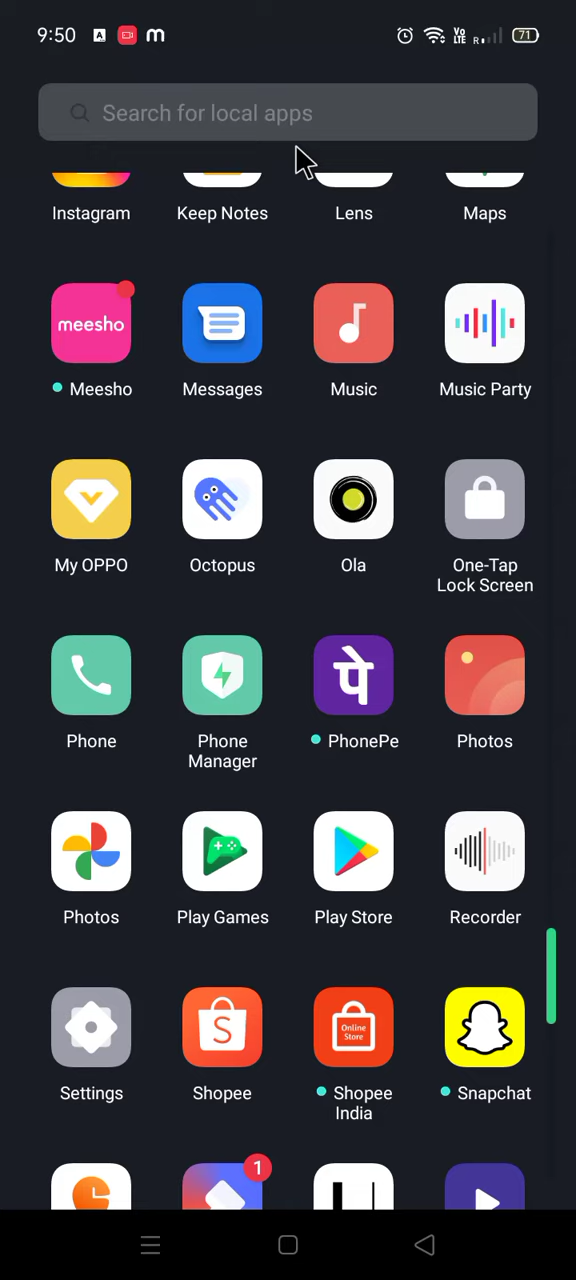 9:50 A m Vo LTE R 71
Search for local apps
Instagram Keep Notes Lens Maps
meesho
Meesho Messages Music Music Party
My OPPO Octopus Ola One-Tap Lock Screen
पे
Phone Phone Manager PhonePe Photos
Photos Play Games Play Store Recorder
S Online Store
Settings Shopee Shopee India Snapchat
1